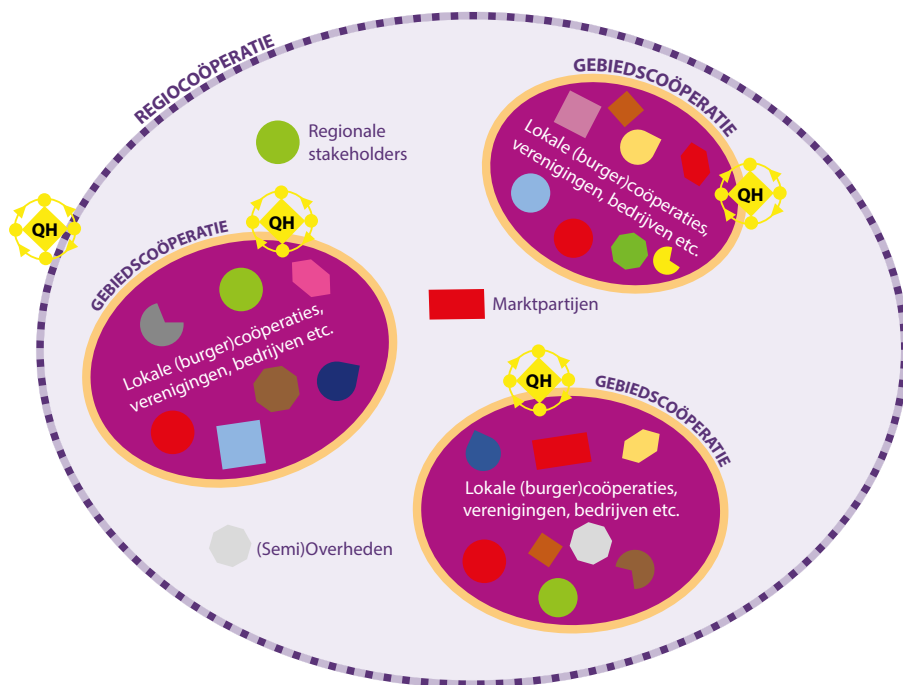 REGIOCOÖPERATIE
GEBIEDSCOÖPERATIE
Lokale (burger)coöperaties,
verenigingen, bedrijven etc.
QH
Regionale
stakeholders
QH
QH
GEBIEDSCOÖPERATIE
Lokale (burger)coöperaties,
verenigingen, bedrijven etc.
Marktpartijen
QH
GEBIEDSCOÖPERATIE
Lokale (burger)coöperaties,
verenigingen, bedrijven etc.
(Semi)Overheden